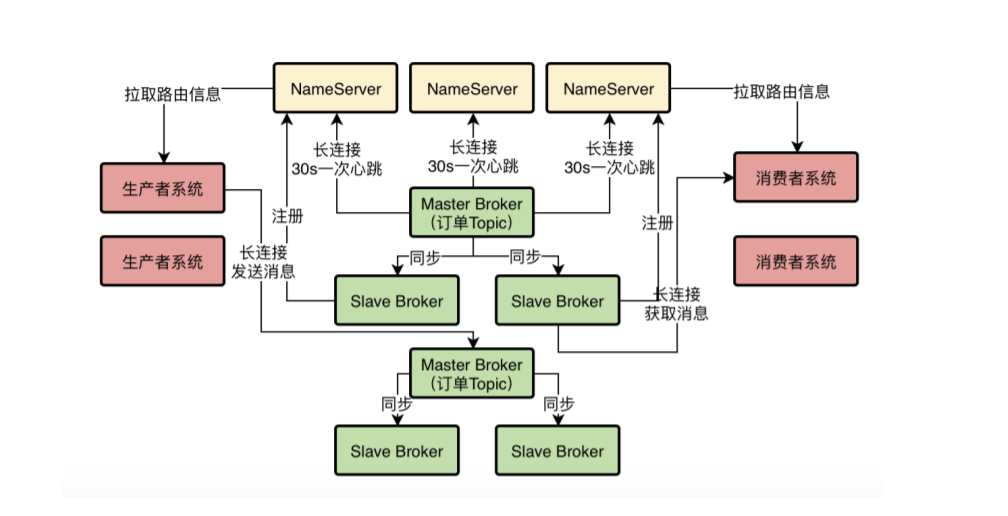 NameServer
NameServer
NameServer
拉取路由信息
拉取路由信息
长连接
30s一次心跳
长连接
30s一次心跳
长连接
30s一次心跳
生产者系统
消费者系统
Master Broker
（订单Topic）
注册
注册
生产者系统
长连接
发送消息
同步
同步
消费者系统
Slave Broker
Slave Broker
长连接
获取消息
Master Broker
（订单Topic）
同步
同步
Slave Broker
Slave Broker